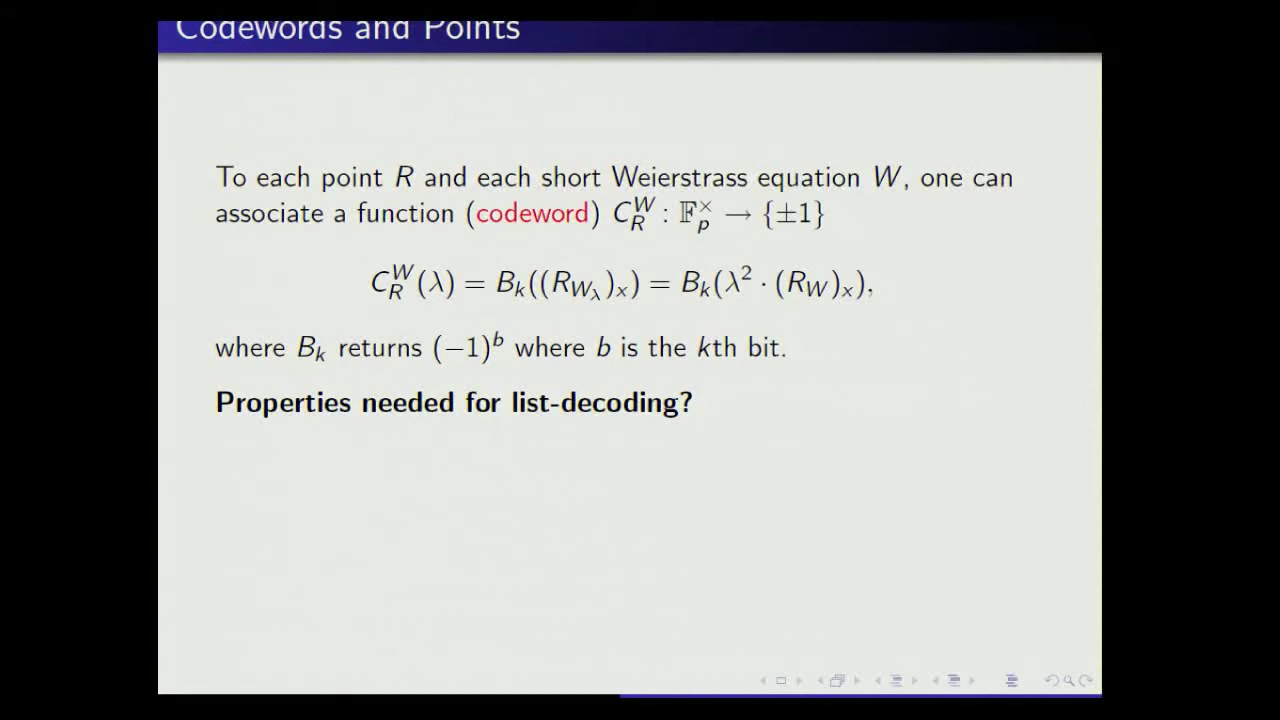 Codewords and Points
To each point R and each short Weierstrass equation W, one can
associate a function (codeword) C_R^W : 𝔽_p^× → {±1}
C_R^W(λ) = B_k((R_{W_λ})_x) = B_k(λ² · (R_W)_x),
where B_k returns (−1)^b where b is the kth bit.
Properties needed for list-decoding?